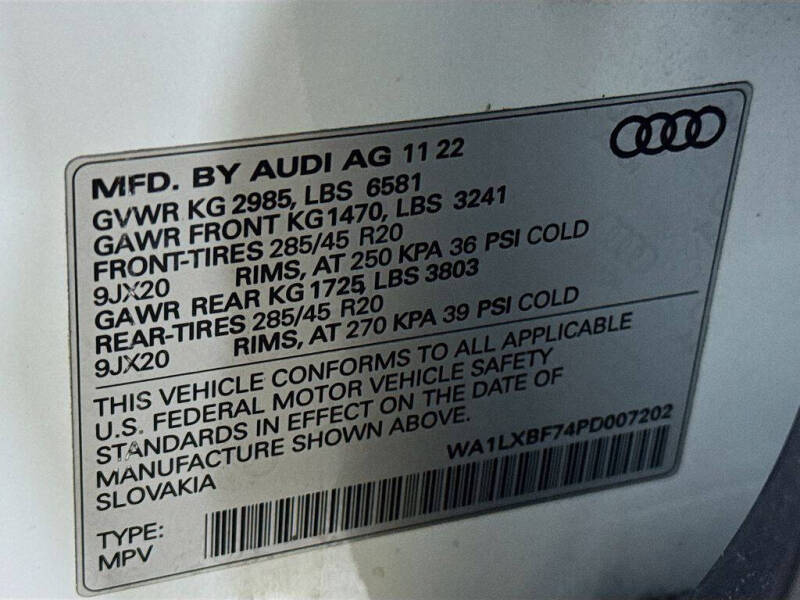 MFD. BY AUDI AG 11 22
GVWR KG 2985, LBS 6581
GAWR FRONT KG1470, LBS 3241
FRONT-TIRES 285/45 R20
9JX20 RIMS, AT 250 KPA 36 PSI COLD
GAWR REAR KG 1725, LBS 3803
REAR-TIRES 285/45 R20
9JX20 RIMS, AT 270 KPA 39 PSI COLD
THIS VEHICLE CONFORMS TO ALL APPLICABLE
U.S. FEDERAL MOTOR VEHICLE SAFETY
STANDARDS IN EFFECT ON THE DATE OF
MANUFACTURE SHOWN ABOVE.
SLOVAKIA
WA1LXBF74PD007202
TYPE:
MPV